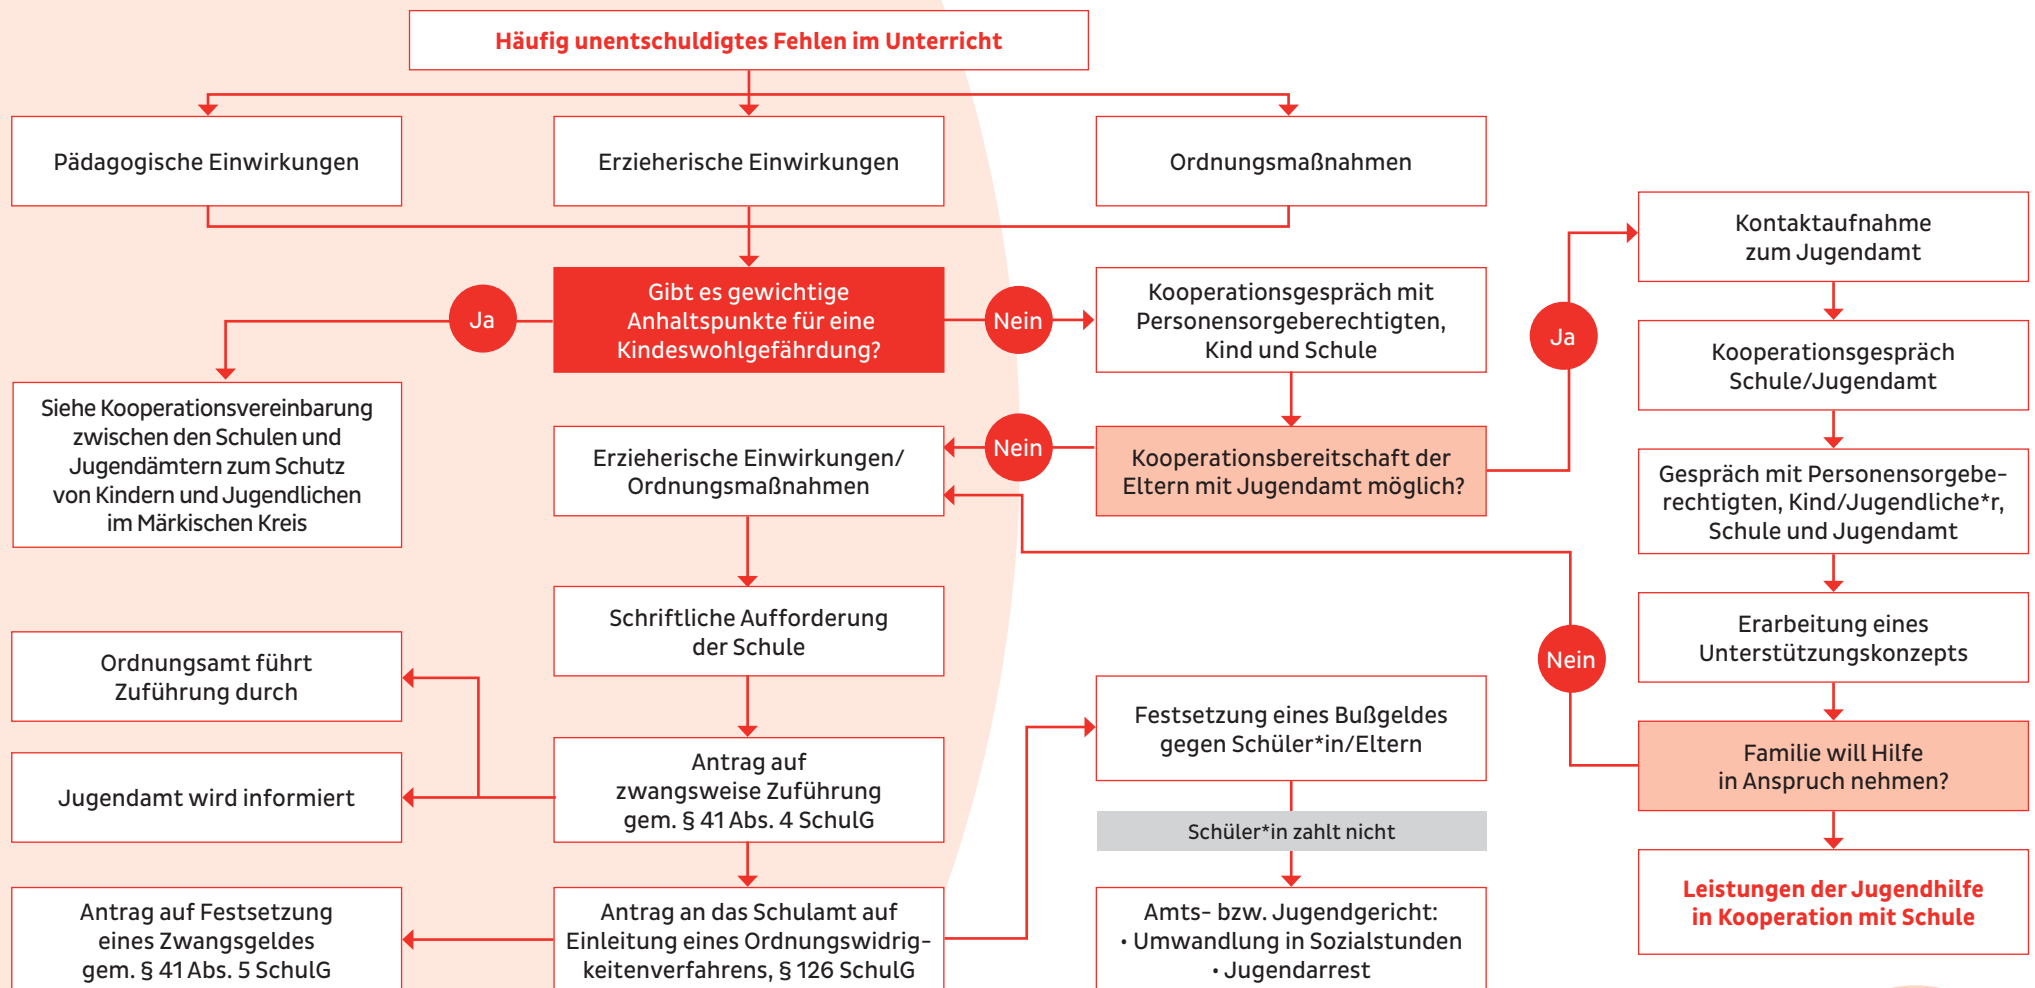 Häufig unentschuldigtes Fehlen im Unterricht
Pädagogische Einwirkungen
Erzieherische Einwirkungen
Ordnungsmaßnahmen
Gibt es gewichtige
Anhaltspunkte für eine
Kindeswohlgefährdung?
Ja
Nein
Siehe Kooperationsvereinbarung
zwischen den Schulen und
Jugendämtern zum Schutz
von Kindern und Jugendlichen
im Märkischen Kreis
Kooperationsgespräch mit
Personensorgeberechtigten,
Kind und Schule
Kooperationsbereitschaft der
Eltern mit Jugendamt möglich?
Nein
Ja
Erzieherische Einwirkungen/
Ordnungsmaßnahmen
Schriftliche Aufforderung
der Schule
Antrag auf
zwangsweise Zuführung
gem. § 41 Abs. 4 SchulG
Ordnungsamt führt
Zuführung durch
Jugendamt wird informiert
Antrag an das Schulamt auf
Einleitung eines Ordnungswidrig-
keitenverfahrens, § 126 SchulG
Antrag auf Festsetzung
eines Zwangsgeldes
gem. § 41 Abs. 5 SchulG
Festsetzung eines Bußgeldes
gegen Schüler*in/Eltern
Schüler*in zahlt nicht
Amts- bzw. Jugendgericht:
• Umwandlung in Sozialstunden
• Jugendarrest
Kontaktaufnahme
zum Jugendamt
Kooperationsgespräch
Schule/Jugendamt
Gespräch mit Personensorgebe-
rechtigten, Kind/Jugendliche*r,
Schule und Jugendamt
Erarbeitung eines
Unterstützungskonzepts
Familie will Hilfe
in Anspruch nehmen?
Nein
Leistungen der Jugendhilfe
in Kooperation mit Schule